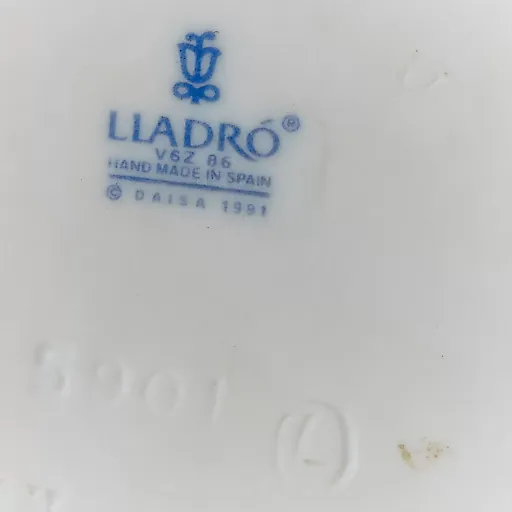 LLADRÓ®
V6Z 86
HAND MADE IN SPAIN
© DAISA 1991